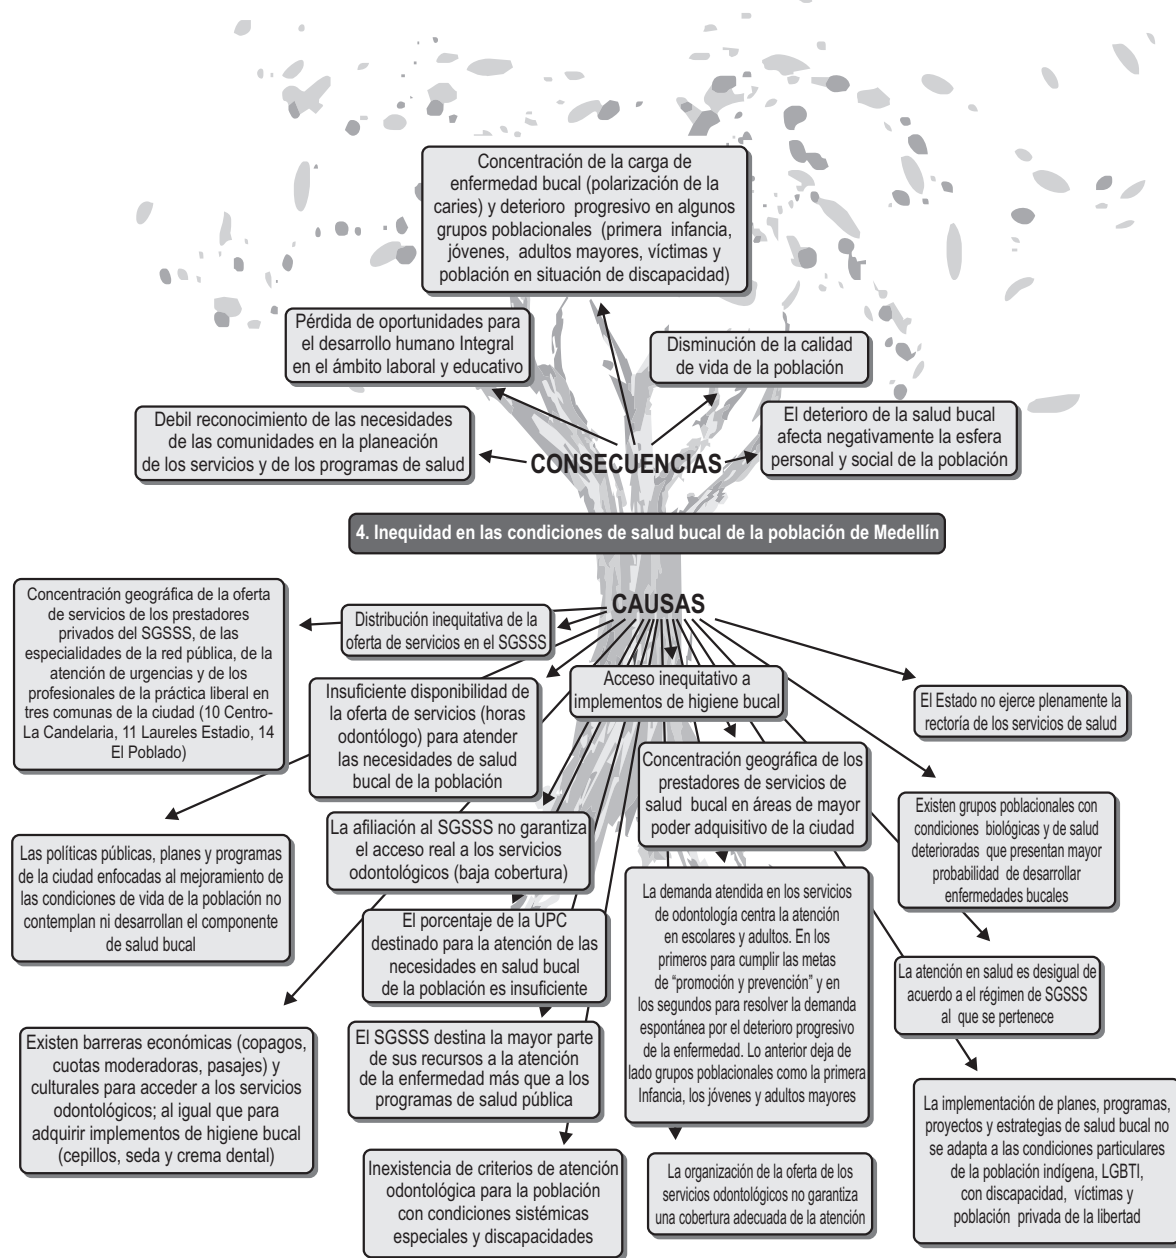 Concentración de la carga de
enfermedad bucal (polarización de la
caries) y deterioro progresivo en algunos
grupos poblacionales (primera infancia,
jóvenes, adultos mayores, víctimas y
población en situación de discapacidad)
Pérdida de oportunidades para
el desarrollo humano Integral
en el ámbito laboral y educativo
Disminución de la calidad
de vida de la población
Debil reconocimiento de las necesidades
de las comunidades en la planeación
de los servicios y de los programas de salud
CONSECUENCIAS
El deterioro de la salud bucal
afecta negativamente la esfera
personal y social de la población
4. Inequidad en las condiciones de salud bucal de la población de Medellín
CAUSAS
Concentración geográfica de la oferta
de servicios de los prestadores
privados del SGSSS, de las
especialidades de la red pública, de la
atención de urgencias y de los
profesionales de la práctica liberal en
tres comunas de la ciudad (10 Centro-
La Candelaria, 11 Laureles Estadio, 14
El Poblado)
Distribución inequitativa de la
oferta de servicios en el SGSSS
Insuficiente disponibilidad de
la oferta de servicios (horas
odontólogo) para atender
las necesidades de salud
bucal de la población
Acceso inequitativo a
implementos de higiene bucal
El Estado no ejerce plenamente la
rectoría de los servicios de salud
Concentración geográfica de los
prestadores de servicios de
salud bucal en áreas de mayor
poder adquisitivo de la ciudad
Existen grupos poblacionales con
condiciones biológicas y de salud
deterioradas que presentan mayor
probabilidad de desarrollar
enfermedades bucales
La afiliación al SGSSS no garantiza
el acceso real a los servicios
odontológicos (baja cobertura)
Las políticas públicas, planes y programas
de la ciudad enfocadas al mejoramiento de
las condiciones de vida de la población no
contemplan ni desarrollan el componente
de salud bucal
La demanda atendida en los servicios
de odontología centra la atención
en escolares y adultos. En los
primeros para cumplir las metas
de “promoción y prevención” y en
los segundos para resolver la demanda
espontánea por el deterioro progresivo
de la enfermedad. Lo anterior deja de
lado grupos poblacionales como la primera
Infancia, los jóvenes y adultos mayores
El porcentaje de la UPC
destinado para la atención de las
necesidades en salud bucal
de la población es insuficiente
La atención en salud es desigual de
acuerdo a el régimen de SGSSS
al que se pertenece
Existen barreras económicas (copagos,
cuotas moderadoras, pasajes) y
culturales para acceder a los servicios
odontológicos; al igual que para
adquirir implementos de higiene bucal
(cepillos, seda y crema dental)
El SGSSS destina la mayor parte
de sus recursos a la atención
de la enfermedad más que a los
programas de salud pública
La implementación de planes, programas,
proyectos y estrategias de salud bucal no
se adapta a las condiciones particulares
de la población indígena, LGBTI,
con discapacidad, víctimas y
población privada de la libertad
Inexistencia de criterios de atención
odontológica para la población
con condiciones sistémicas
especiales y discapacidades
La organización de la oferta de los
servicios odontológicos no garantiza
una cobertura adecuada de la atención